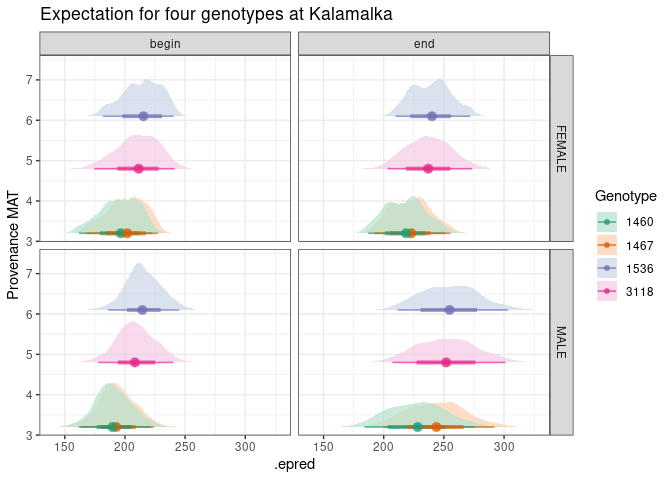 Expectation for four genotypes at Kalamalka
begin
end
7
6
5
4
3
FEMALE
7
6
5
4
3
MALE
Provenance MAT
150
200
250
300
150
200
250
300
.epred
Genotype
1460
1467
1536
3118